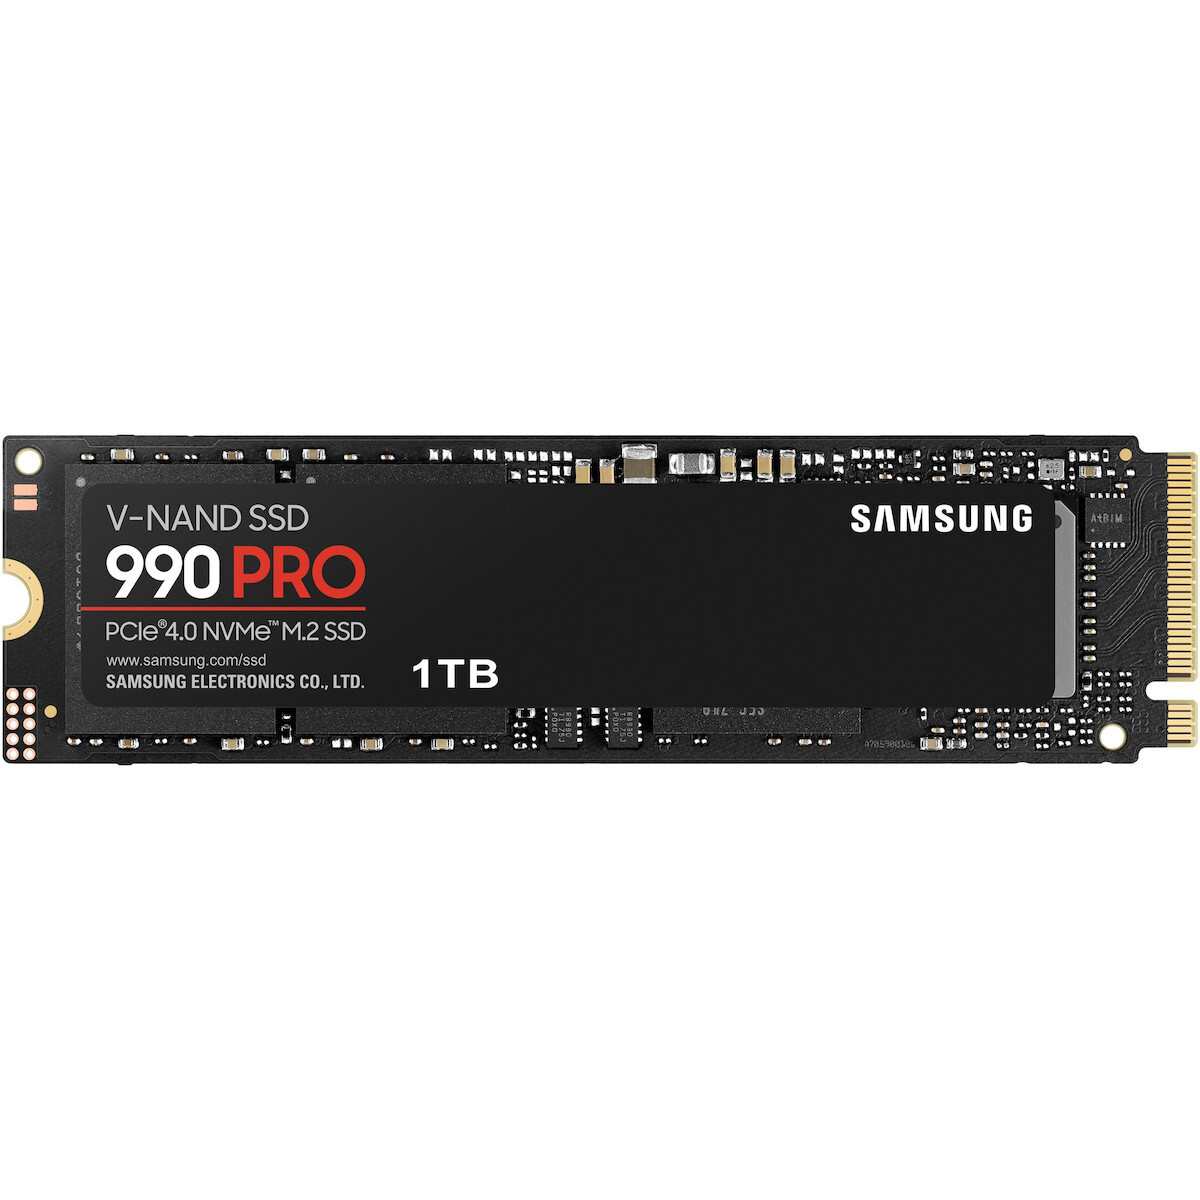 V-NAND SSD
990 PRO
PCIe®4.0 NVMe™ M.2 SSD
www.samsung.com/ssd
SAMSUNG ELECTRONICS CO., LTD.
1TB
SAMSUNG